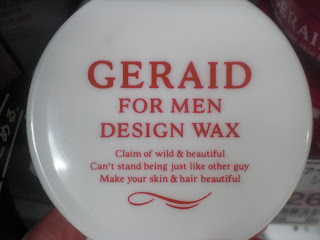 GERAID
FOR MEN
DESIGN WAX
Claim of wild & beautiful
Can't stand being just like other guy
Make your skin & hair beautiful